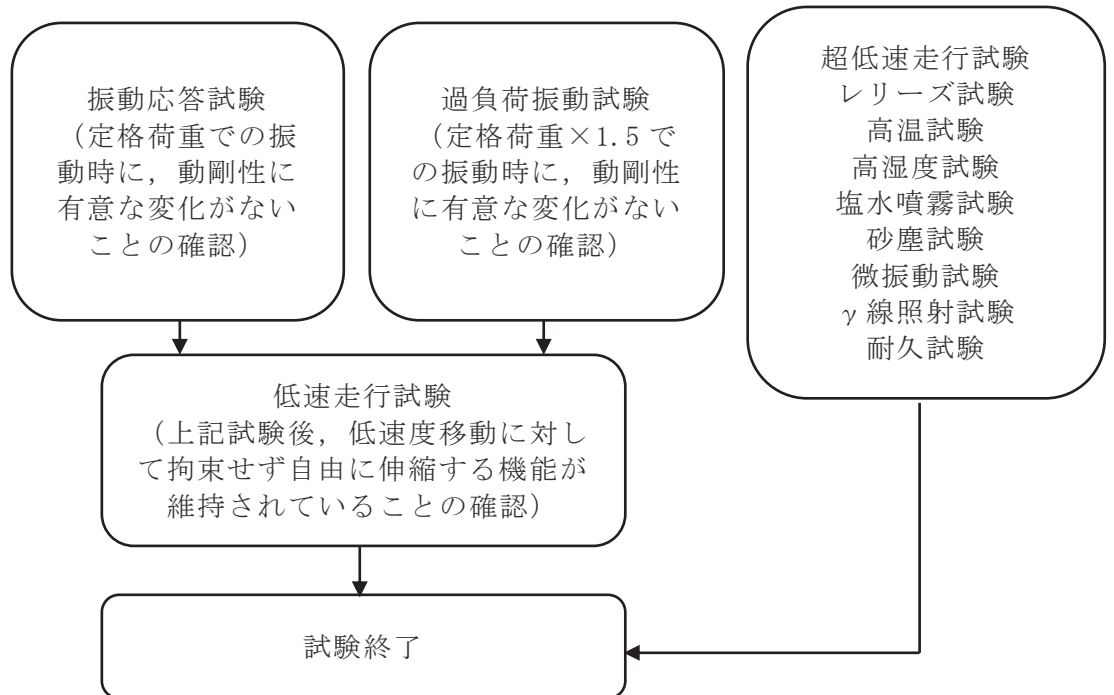 振動応答試験
（定格荷重での振
動時に，動剛性に
有意な変化がない
ことの確認）
過負荷振動試験
（定格荷重×1.5 で
の振動時に，動剛性
に有意な変化がない
ことの確認）
超低速走行試験
レリーズ試験
高温試験
高湿度試験
塩水噴霧試験
砂塵試験
微振動試験
γ線照射試験
耐久試験
低速走行試験
（上記試験後，低速度移動に対し
て拘束せず自由に伸縮する機能が
維持されていることの確認）
試験終了